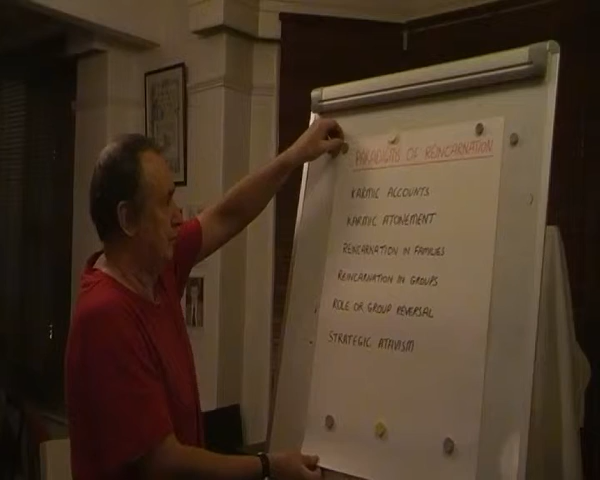 PARADIGMS OF REINCARNATION
KARMIC ACCOUNTS
KARMIC ATONEMENT
REINCARNATION IN FAMILIES
REINCARNATION IN GROUPS
ROLE OR GROUP REVERSAL
STRATEGIC ATAVISM